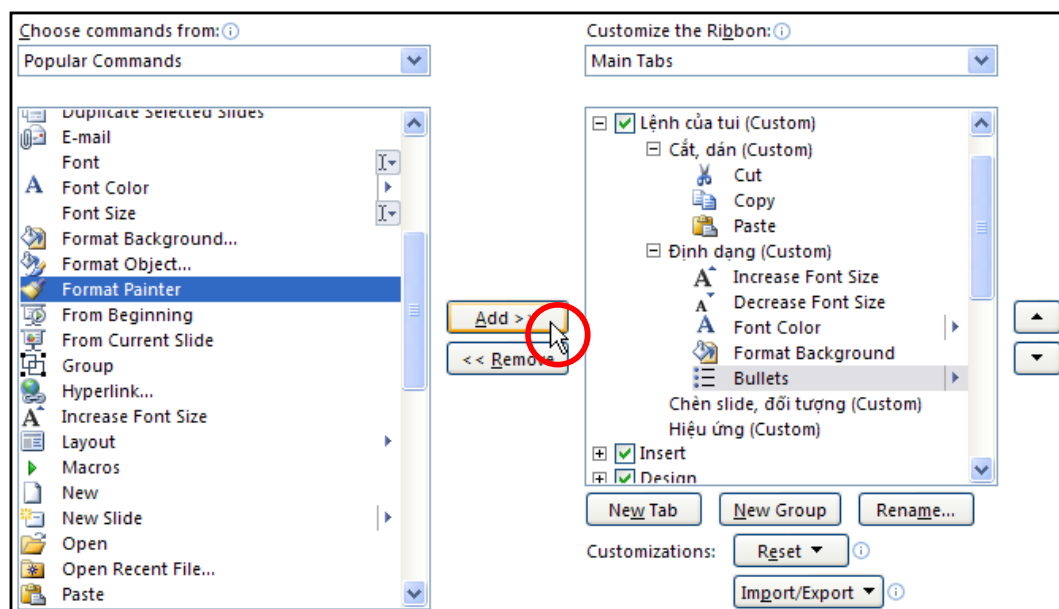 Choose commands from:
Popular Commands
Duplicate Selected Slides
E-mail
Font
Font Color
Font Size
Format Background...
Format Object...
Format Painter
From Beginning
From Current Slide
Group
Hyperlink...
Increase Font Size
Layout
Macros
New
New Slide
Open
Open Recent File...
Paste
Add >>
<< Remove
Customize the Ribbon:
Main Tabs
Lệnh của tui (Custom)
Cắt, dán (Custom)
Cut
Copy
Paste
Định dạng (Custom)
Increase Font Size
Decrease Font Size
Font Color
Format Background
Bullets
Chèn slide, đối tượng (Custom)
Hiệu ứng (Custom)
Insert
Design
New Tab
New Group
Rename...
Customizations:
Reset
Import/Export